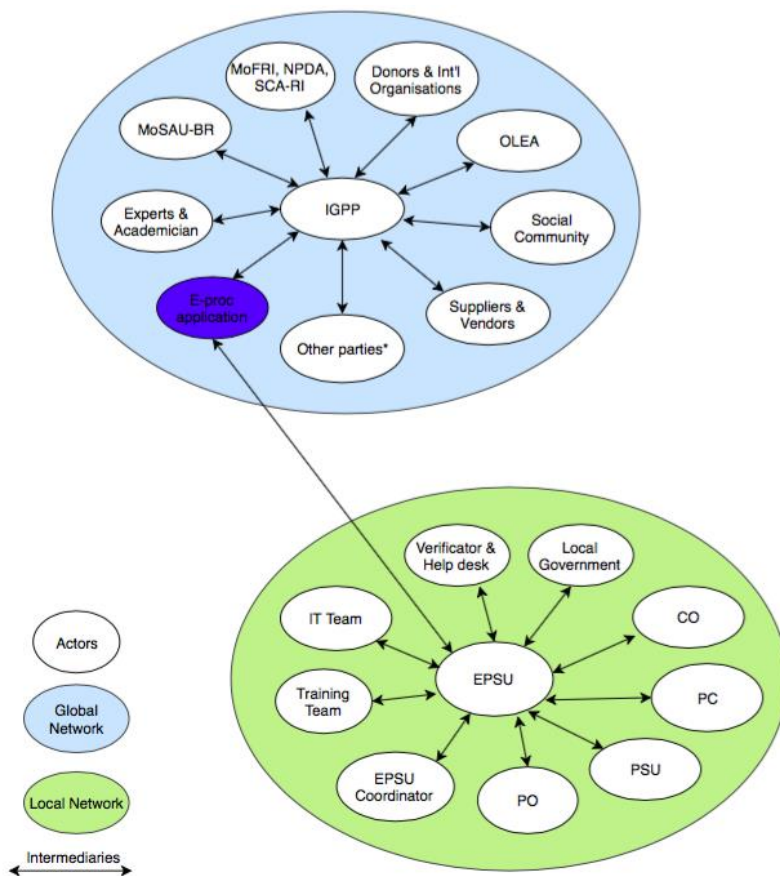 MoFRI, NPDA,
SCA-RI
Donors & Int'l
Organisations
MoSAU-BR
OLEA
IGPP
Experts &
Academician
Social
Community
E-proc
application
Suppliers &
Vendors
Other parties*
Verificator &
Help desk
Local
Government
IT Team
CO
EPSU
Training
Team
PC
EPSU
Coordinator
PSU
PO
Actors
Global
Network
Local Network
Intermediaries